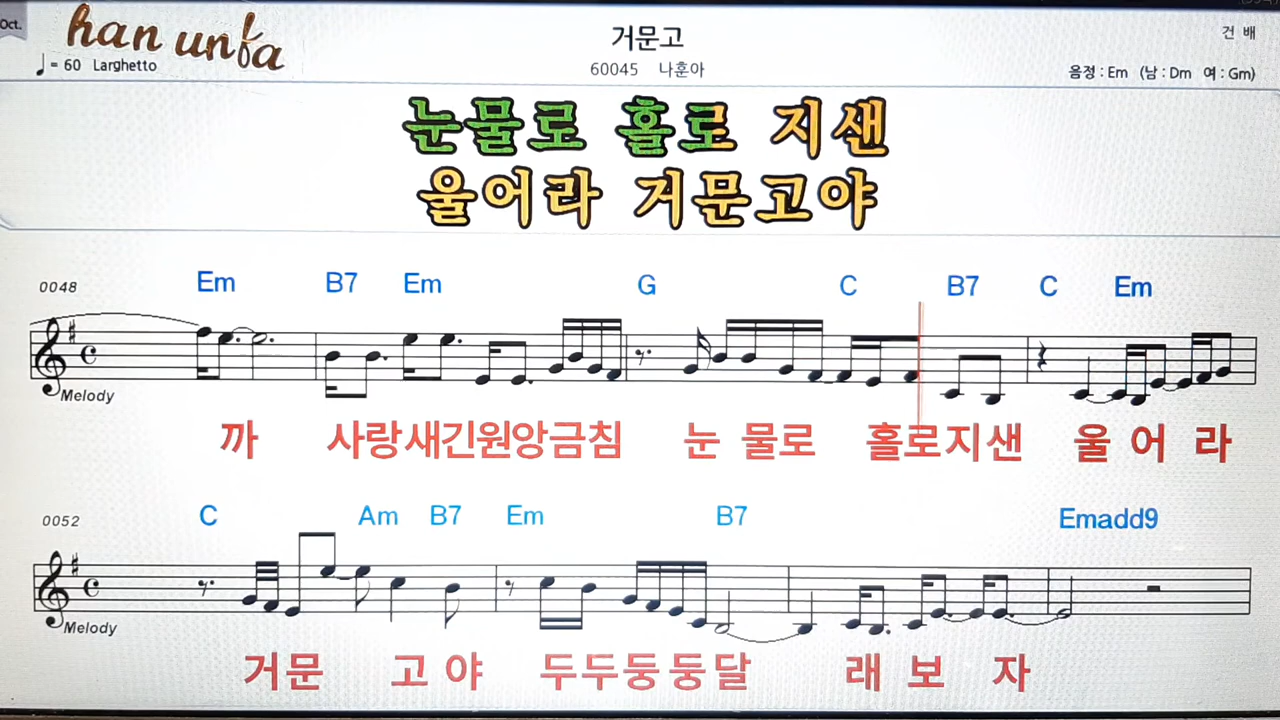 Oct.
han unfa
♩ = 60 Larghetto
거문고
60045 나훈아
건 배
음정 : Em (남 : Dm 여 : Gm)
눈물로 홀로 지샌
울어라 거문고야
0048 Em B7 Em G C B7 C Em
Melody
까 사랑새긴원앙금침 눈 물로 홀로지샌 울 어 라
0052 C Am B7 Em B7 Emadd9
Melody
거문 고 야 두두둥둥달 래 보 자